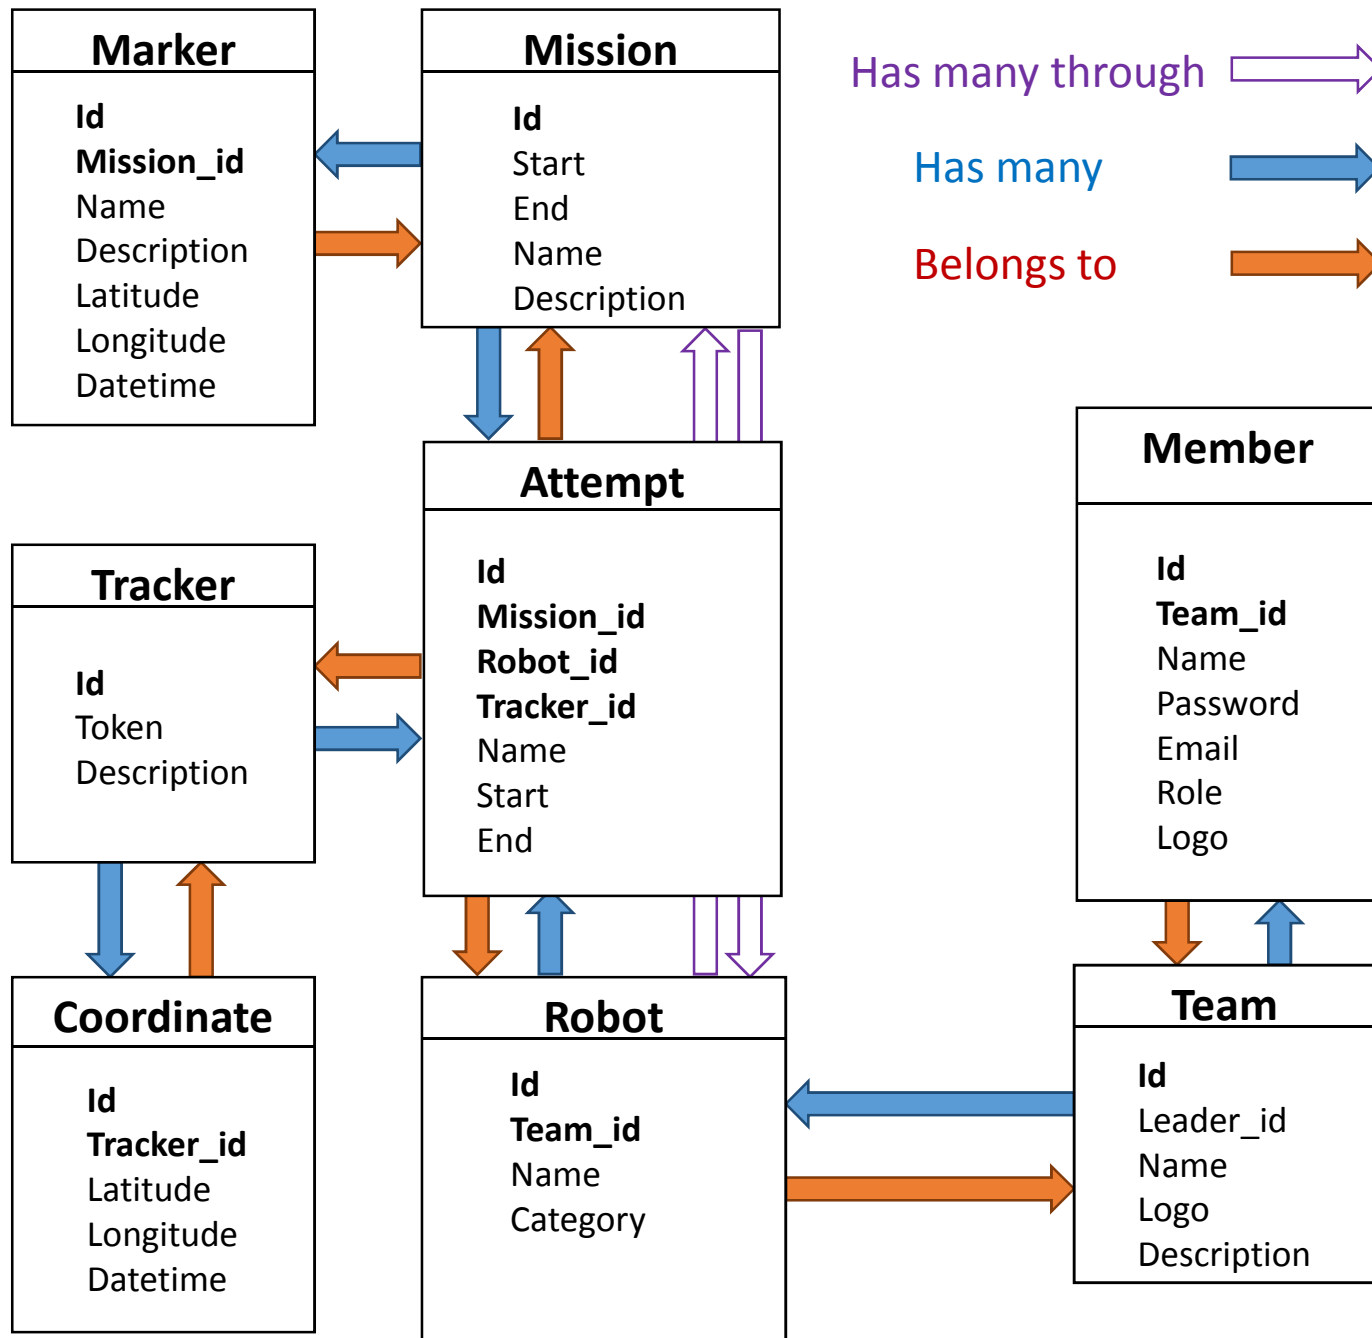 Marker
Id
Mission_id
Name
Description
Latitude
Longitude
Datetime
Mission
Id
Start
End
Name
Description
Has many through
Has many
Belongs to
Attempt
Id
Mission_id
Robot_id
Tracker_id
Name
Start
End
Member
Id
Team_id
Name
Password
Email
Role
Logo
Tracker
Id
Token
Description
Coordinate
Id
Tracker_id
Latitude
Longitude
Datetime
Robot
Id
Team_id
Name
Category
Team
Id
Leader_id
Name
Logo
Description